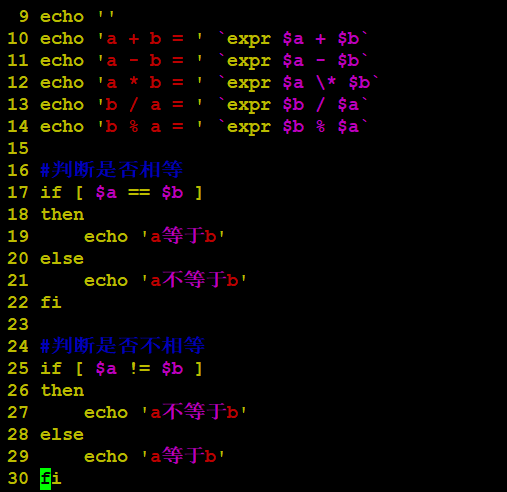 9 echo ''
10 echo 'a + b = ' `expr $a + $b`
11 echo 'a - b = ' `expr $a - $b`
12 echo 'a * b = ' `expr $a \* $b`
13 echo 'b / a = ' `expr $b / $a`
14 echo 'b % a = ' `expr $b % $a`
15
16 #判断是否相等
17 if [ $a == $b ]
18 then
19     echo 'a等于b'
20 else
21     echo 'a不等于b'
22 fi
23
24 #判断是否不相等
25 if [ $a != $b ]
26 then
27     echo 'a不等于b'
28 else
29     echo 'a等于b'
30 fi